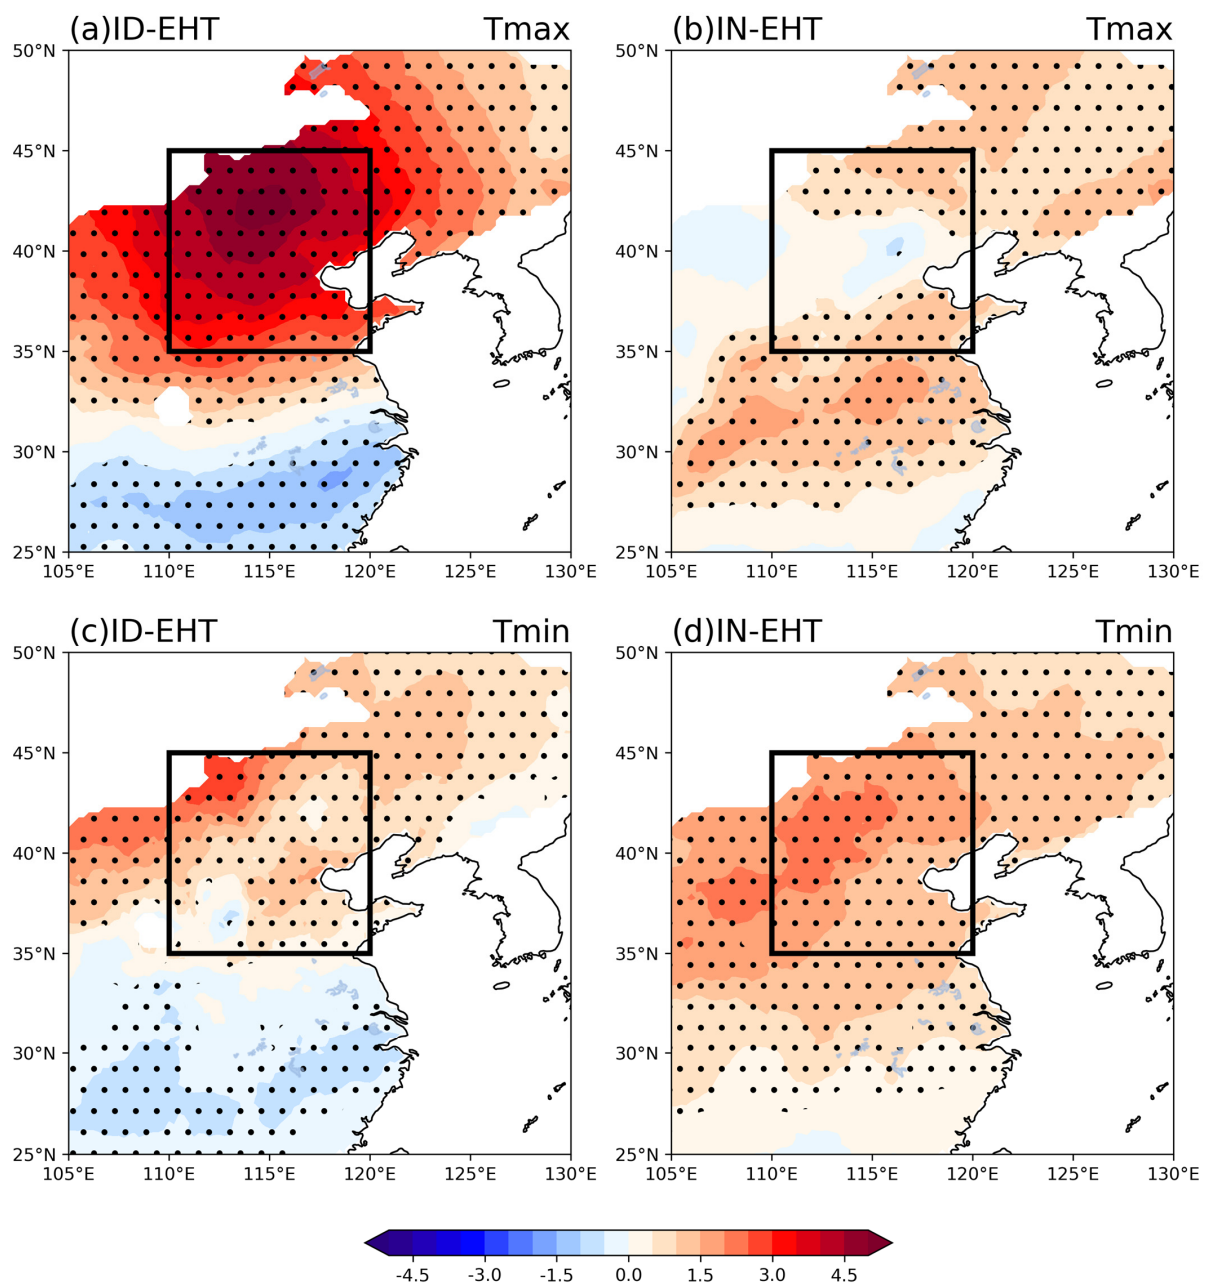 (a)ID-EHT Tmax
(b)IN-EHT Tmax
50°N
45°N
40°N
35°N
30°N
25°N
105°E 110°E 115°E 120°E 125°E 130°E
50°N
45°N
40°N
35°N
30°N
25°N
105°E 110°E 115°E 120°E 125°E 130°E
(c)ID-EHT Tmin
(d)IN-EHT Tmin
50°N
45°N
40°N
35°N
30°N
25°N
105°E 110°E 115°E 120°E 125°E 130°E
50°N
45°N
40°N
35°N
30°N
25°N
105°E 110°E 115°E 120°E 125°E 130°E
-4.5 -3.0 -1.5 0.0 1.5 3.0 4.5